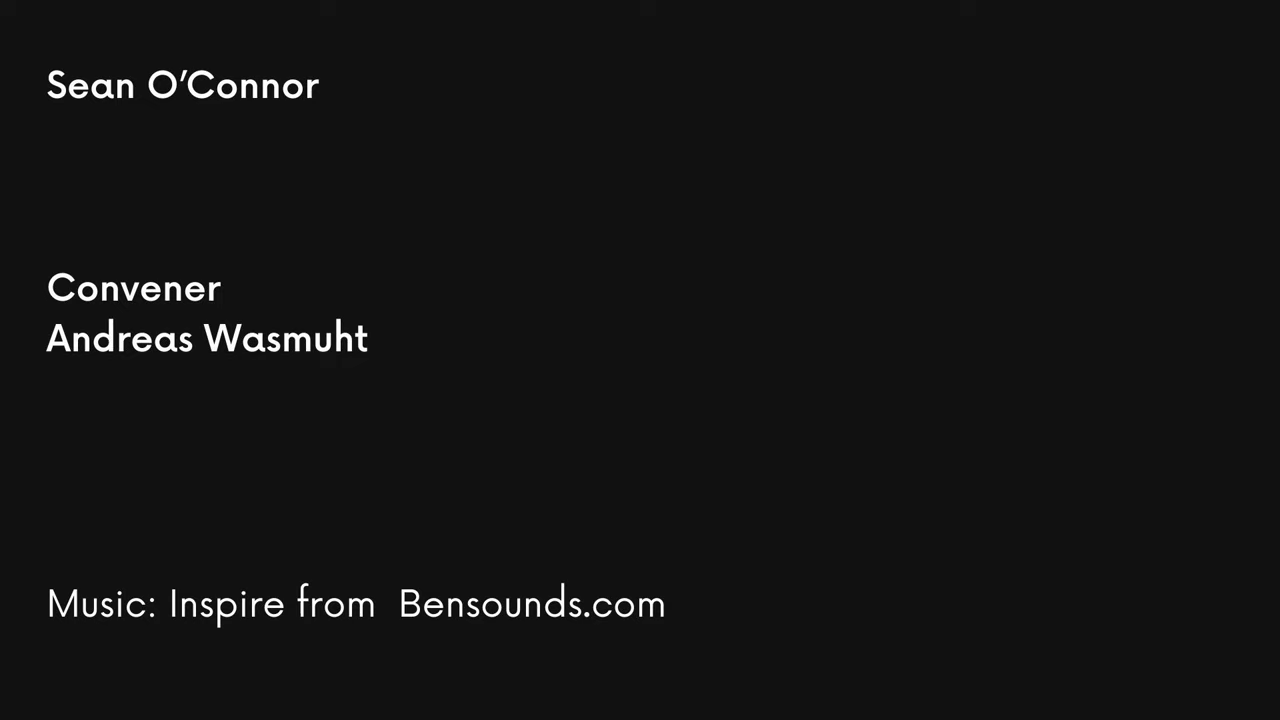 Sean O’Connor
Convener
Andreas Wasmuht
Music: Inspire from  Bensounds.com